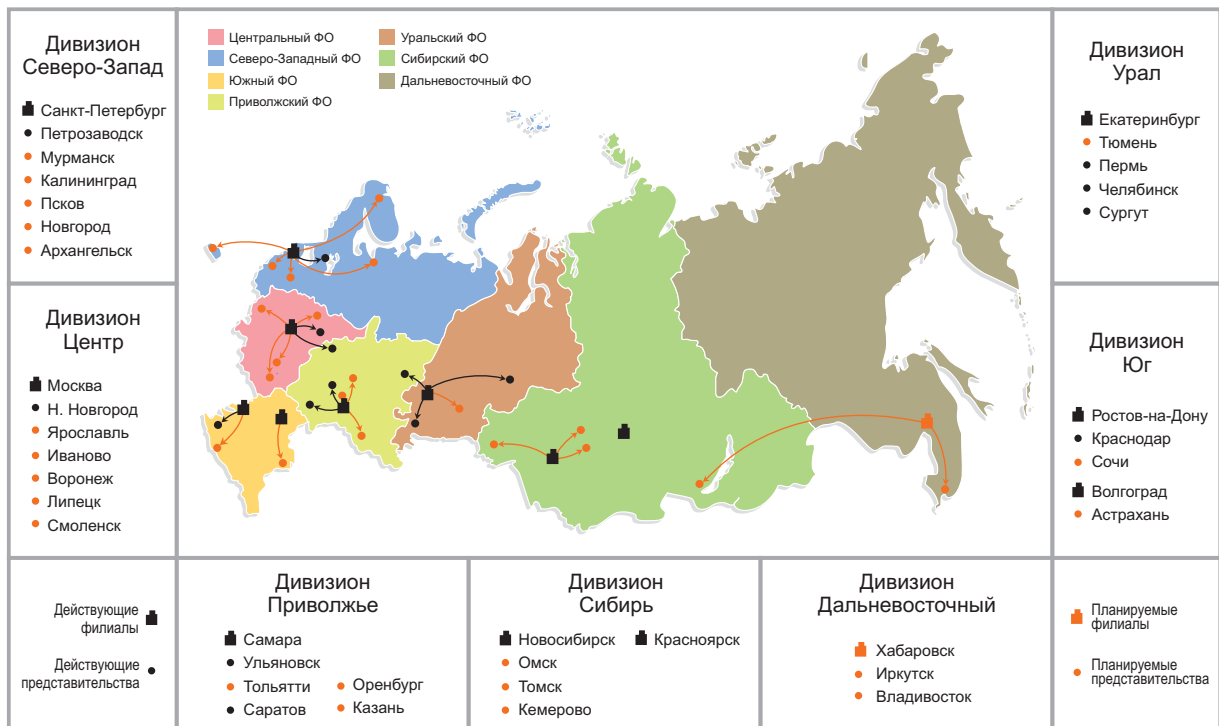 Дивизион
Северо-Запад
Санкт-Петербург
Петрозаводск
Мурманск
Калининград
Псков
Новгород
Архангельск
Центральный ФО
Северо-Западный ФО
Южный ФО
Приволжский ФО
Уральский ФО
Сибирский ФО
Дальневосточный ФО
Дивизион
Урал
Екатеринбург
Тюмень
Пермь
Челябинск
Сургут
Дивизион
Центр
Москва
Н. Новгород
Ярославль
Иваново
Воронеж
Липецк
Смоленск
Дивизион
Юг
Ростов-на-Дону
Краснодар
Сочи
Волгоград
Астрахань
Действующие
филиалы
Действующие
представительства
Дивизион
Приволжье
Самара
Ульяновск
Тольятти
Саратов
Оренбург
Казань
Дивизион
Сибирь
Новосибирск
Красноярск
Омск
Томск
Кемерово
Дивизион
Дальневосточный
Хабаровск
Иркутск
Владивосток
Планируемые
филиалы
Планируемые
представительства